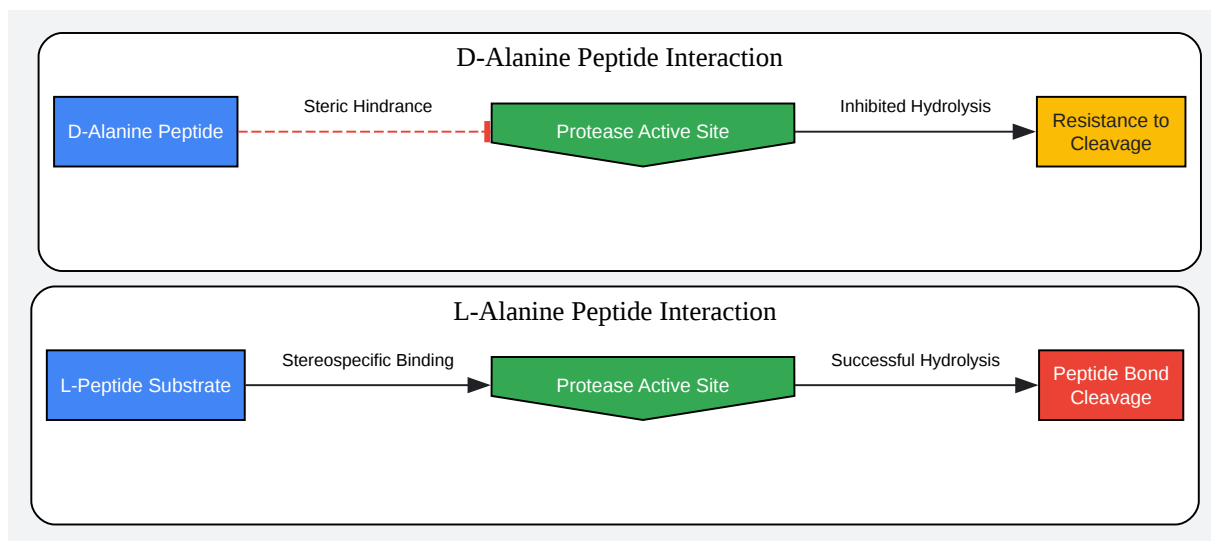 D-Alanine Peptide Interaction
D-Alanine Peptide
Steric Hindrance
Protease Active Site
Inhibited Hydrolysis
Resistance to
Cleavage
L-Alanine Peptide Interaction
L-Peptide Substrate
Stereospecific Binding
Protease Active Site
Successful Hydrolysis
Peptide Bond
Cleavage